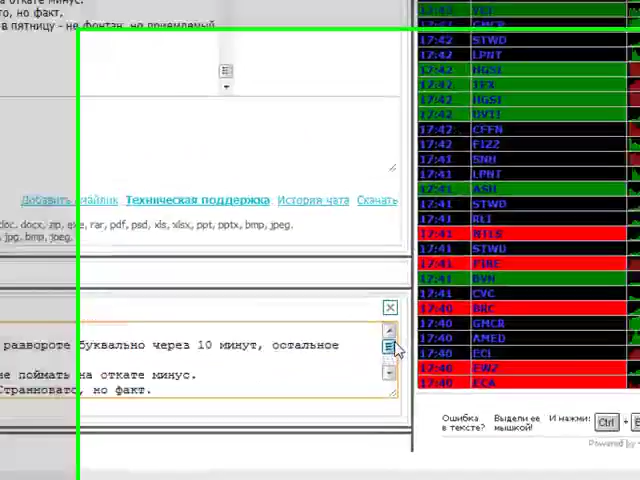 а откате минус.
то, но факт.
в пятницу - не фонтан, но приемлемый
Добавить смайлик Техническая поддержка История чата Скачать
doc, docx, zip, exe, rar, pdf, psd, xls, xlsx, ppt, pptx, bmp, jpeg.
, jpg, bmp, jpeg.
развороте буквально через 10 минут, остальное
не поймать на откате минус.
Странновато, но факт.
17:42 GMCR
17:42 STWD
17:42 LPNT
17:42 HGSI
17:42
17:42 HGSI
17:42
17:42 CFFN
17:42 FIZZ
17:41 SNH
17:41 LPNT
17:41 ASH
17:41 STWD
17:41 RLI
17:41
17:41 STWD
17:41
17:41
17:41 CVC
17:40 BRC
17:40 GMCR
17:40 AMED
17:40 ECL
17:40 EWZ
17:40 ECA
Ошибка в тексте?
Выдели ее мышкой!
И нажми: Ctrl +
Powered by